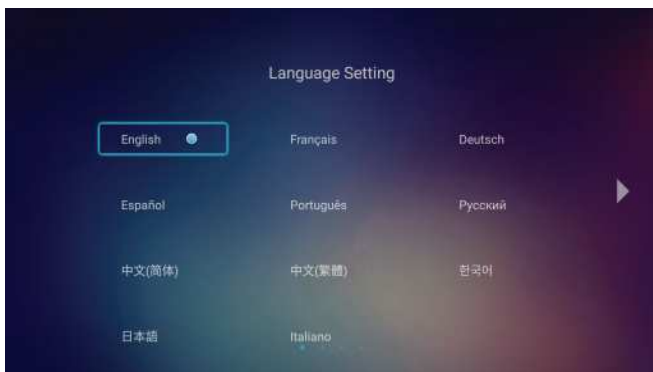 Language Setting
English Français Deutsch
Español Português Русский
中文(简体) 中文(繁體) 한국어
日本語 Italiano